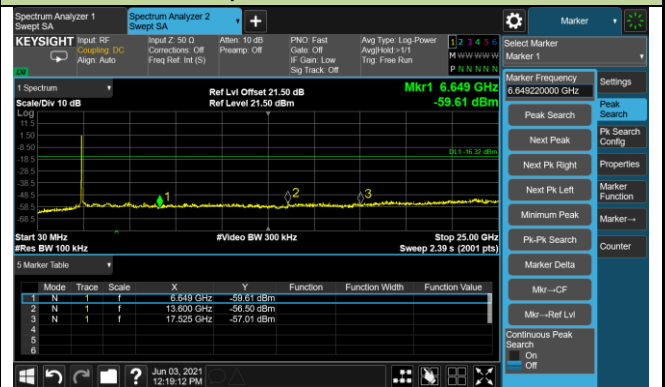 Spectrum Analyzer 1
Swept SA
Spectrum Analyzer 2
Swept SA
Marker
KEYSIGHT
Input: RF
Coupling: DC
Align: Auto
Input Z: 50 Ω
Corrections: Off
Freq Ref: Int (S)
Atten: 10 dB
Preamp: Off
PNO: Fast
Gate: Off
IF Gain: Low
Sig Track: Off
Avg Type: Log-Power
Avg|Hold:>1/1
Trig: Free Run
1 2 3 4 5 6
M W W W W W
P N N N N N
Select Marker
Marker 1
1 Spectrum
Scale/Div 10 dB
Ref Lvl Offset 21.50 dB
Ref Level 21.50 dBm
Mkr1 6.649 GHz
-59.61 dBm
Log
11.5
1.50
-8.50
-18.5
-28.5
-38.5
-48.5
-58.5
-68.5
DL1 -16.32 dBm
1
2
3
Start 30 MHz
#Res BW 100 kHz
#Video BW 300 kHz
Stop 25.00 GHz
Sweep 2.39 s (2001 pts)
5 Marker Table
Mode Trace Scale X Y Function Function Width Function Value
1 N 1 f 6.649 GHz -59.61 dBm
2 N 1 f 13.600 GHz -56.50 dBm
3 N 1 f 17.525 GHz -57.01 dBm
4
5
6
Marker Frequency
6.649220000 GHz
Peak Search
Next Peak
Next Pk Right
Next Pk Left
Minimum Peak
Pk-Pk Search
Marker Delta
Mkr→CF
Mkr→Ref Lvl
Continuous Peak
Search
On
Off
Settings
Peak
Search
Pk Search
Config
Properties
Marker
Function
Marker→
Counter
?
Jun 03, 2021
12:19:12 PM